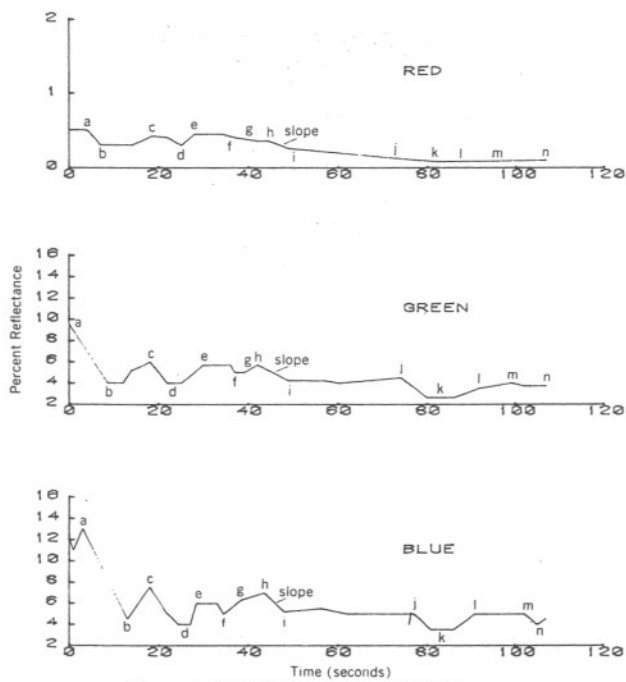 2
RED
1
a
c
e
g h slope
b
d
f
i
j
k
l
m
n
0
0 20 40 60 80 100 120
16
14
12
GREEN
10
a
8
6
c
e
g h
slope
j
4
b
d
f
i
k
l
m
n
2
0 20 40 60 80 100 120
Percent Reflectance
16
14
a
12
BLUE
10
8
c
e
g
h
slope
j
l
m
6
4
b
d
f
i
k
n
2
0 20 40 60 80 100 120
Time (seconds)